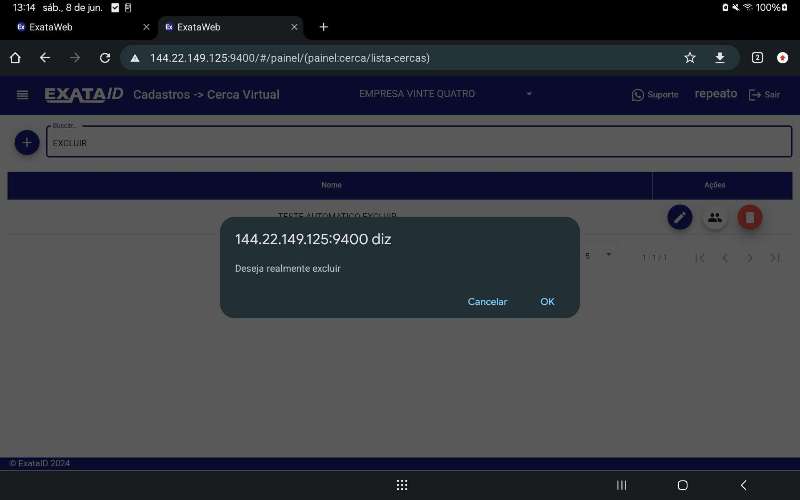 13:14 sáb., 8 de jun. 100%
ExataWeb ExataWeb
144.22.149.125:9400/#/painel/(painel:cerca/lista-cercas) 2
EXATAID Cadastros -> Cerca Virtual EMPRESA VINTE QUATRO Suporte repeato Sair
Buscar...
EXCLUIR
Nome Ações
TESTE AUTOMATICO EXCLUIR
144.22.149.125:9400 diz
5 1-1 / 1
Deseja realmente excluir
Cancelar OK
© ExataID 2024